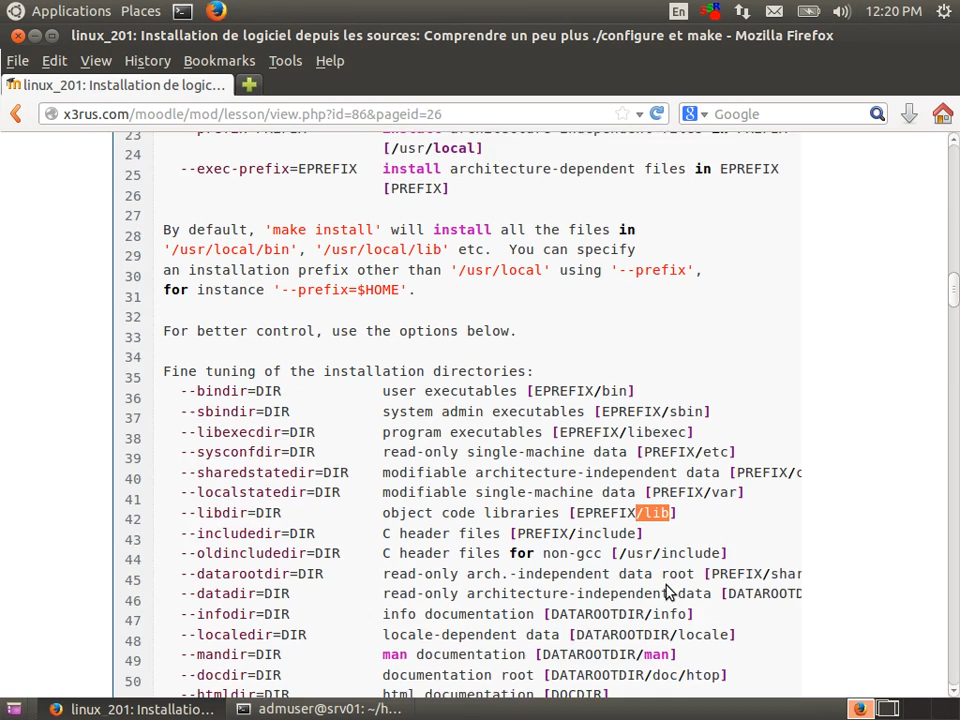 Applications Places En 12:20 PM
linux_201: Installation de logiciel depuis les sources: Comprendre un peu plus ./configure et make - Mozilla Firefox
File Edit View History Bookmarks Tools Help
linux_201: Installation de logic...
x3rus.com/moodle/mod/lesson/view.php?id=86&pageid=26 Google
23
24 [/usr/local]
25 --exec-prefix=EPREFIX install architecture-dependent files in EPREFIX
26 [PREFIX]
27
28 By default, 'make install' will install all the files in
29 '/usr/local/bin', '/usr/local/lib' etc. You can specify
30 an installation prefix other than '/usr/local' using '--prefix',
31 for instance '--prefix=$HOME'.
32
33 For better control, use the options below.
34
35 Fine tuning of the installation directories:
36 --bindir=DIR user executables [EPREFIX/bin]
37 --sbindir=DIR system admin executables [EPREFIX/sbin]
38 --libexecdir=DIR program executables [EPREFIX/libexec]
39 --sysconfdir=DIR read-only single-machine data [PREFIX/etc]
40 --sharedstatedir=DIR modifiable architecture-independent data [PREFIX/c
41 --localstatedir=DIR modifiable single-machine data [PREFIX/var]
42 --libdir=DIR object code libraries [EPREFIX/lib]
43 --includedir=DIR C header files [PREFIX/include]
44 --oldincludedir=DIR C header files for non-gcc [/usr/include]
45 --datarootdir=DIR read-only arch.-independent data root [PREFIX/shar
46 --datadir=DIR read-only architecture-independent data [DATAROOTD
47 --infodir=DIR info documentation [DATAROOTDIR/info]
48 --localedir=DIR locale-dependent data [DATAROOTDIR/locale]
49 --mandir=DIR man documentation [DATAROOTDIR/man]
50 --docdir=DIR documentation root [DATAROOTDIR/doc/htop]
--htmldir=DIR html documentation [DOCDIR]
linux_201: Installatio... admuser@srv01: ~/h...